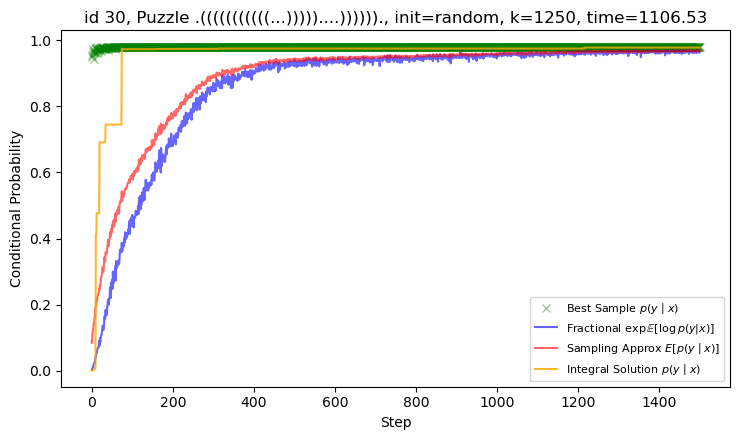 id 30, Puzzle .(((((((((((...)))))....))))))., init=random, k=1250, time=1106.53
1.0
0.8
0.6
0.4
0.2
0.0
Conditional Probability
0 200 400 600 800 1000 1200 1400
Step
Best Sample p(y | x)
Fractional exp 𝔼[log p(y|x)]
Sampling Approx E[p(y | x)]
Integral Solution p(y | x)